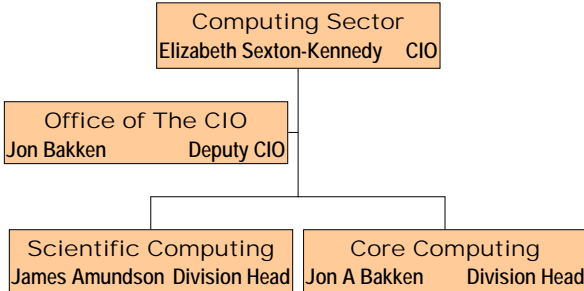 Computing Sector
Elizabeth Sexton-Kennedy CIO
Office of The CIO
Jon Bakken Deputy CIO
Scientific Computing
James Amundson Division Head
Core Computing
Jon A Bakken Division Head